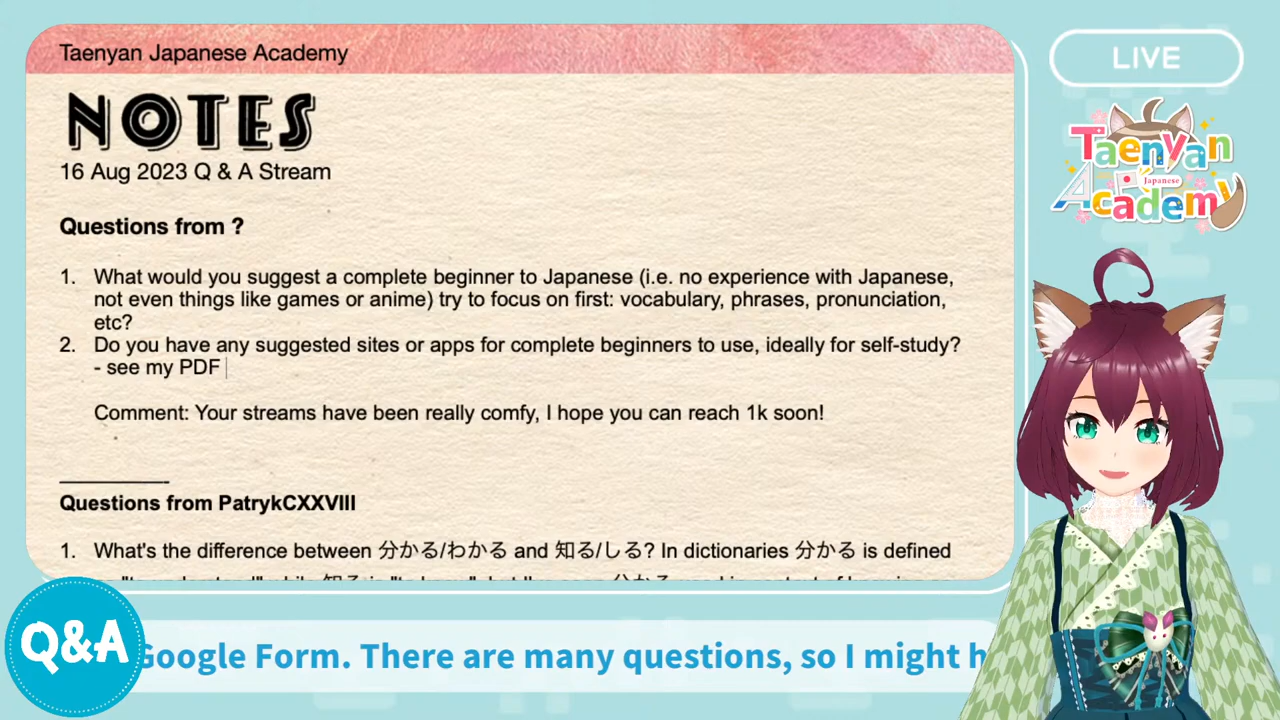 Taenyan Japanese Academy
NOTES
16 Aug 2023 Q & A Stream
Questions from ?
1. What would you suggest a complete beginner to Japanese (i.e. no experience with Japanese,
not even things like games or anime) try to focus on first: vocabulary, phrases, pronunciation,
etc?
2. Do you have any suggested sites or apps for complete beginners to use, ideally for self-study?
- see my PDF
Comment: Your streams have been really comfy, I hope you can reach 1k soon!
Questions from PatrykCXXVIII
1. What's the difference between 分かる/わかる and 知る/しる? In dictionaries 分かる is defined
LIVE
Taenyan
Japanese
Academy
Q&A
Google Form. There are many questions, so I might h